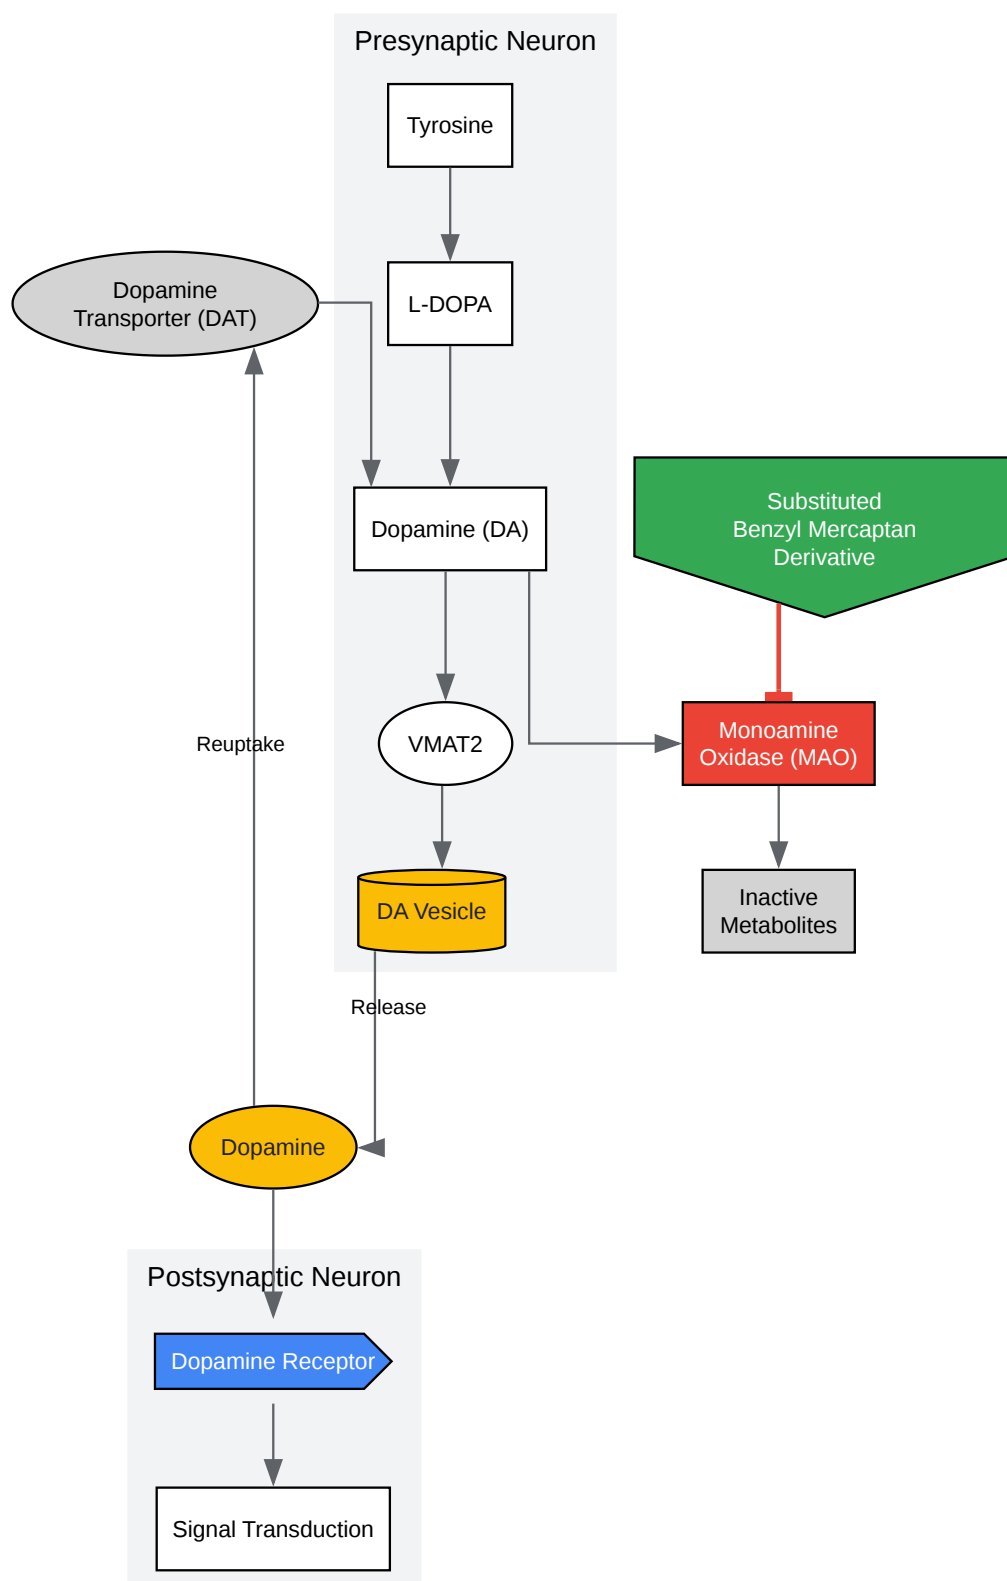 Presynaptic Neuron
Tyrosine
Dopamine
Transporter (DAT)
L-DOPA
Substituted
Benzyl Mercaptan
Derivative
Dopamine (DA)
Reuptake
VMAT2
Monoamine
Oxidase (MAO)
DA Vesicle
Inactive
Metabolites
Release
Dopamine
Postsynaptic Neuron
Dopamine Receptor
Signal Transduction